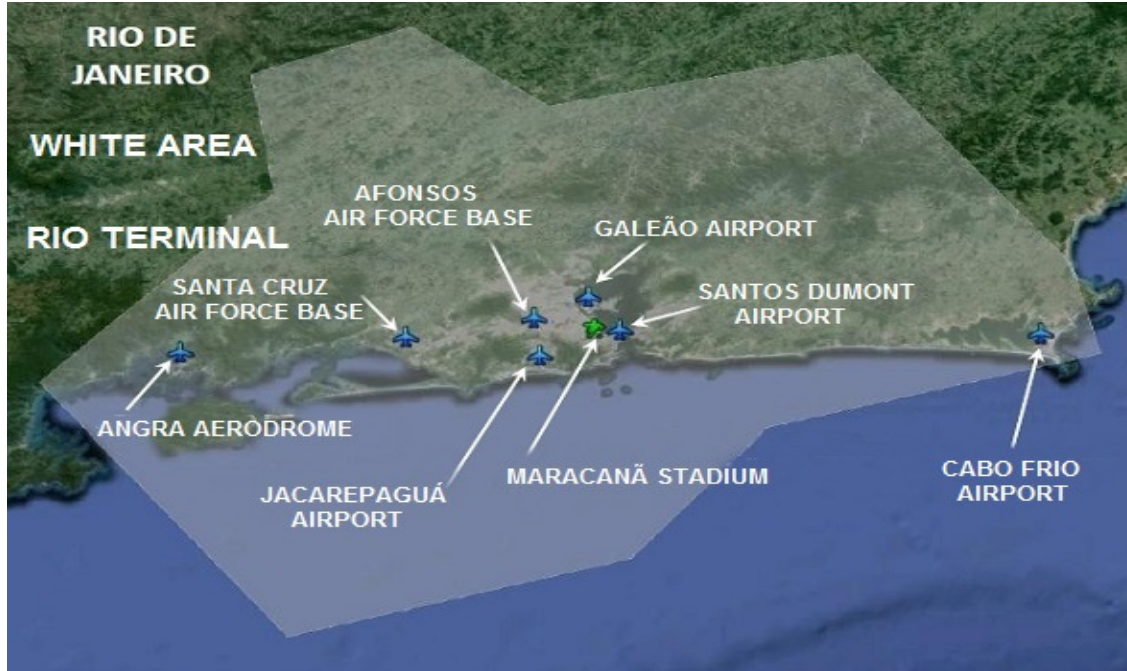 RIO DE
JANEIRO
WHITE AREA
RIO TERMINAL
AFONSOS
AIR FORCE BASE
GALEÃO AIRPORT
SANTA CRUZ
AIR FORCE BASE
SANTOS DUMONT
AIRPORT
ANGRA AERÓDROME
JACAREPAGUÁ
AIRPORT
MARACANÃ STADIUM
CABO FRIO
AIRPORT